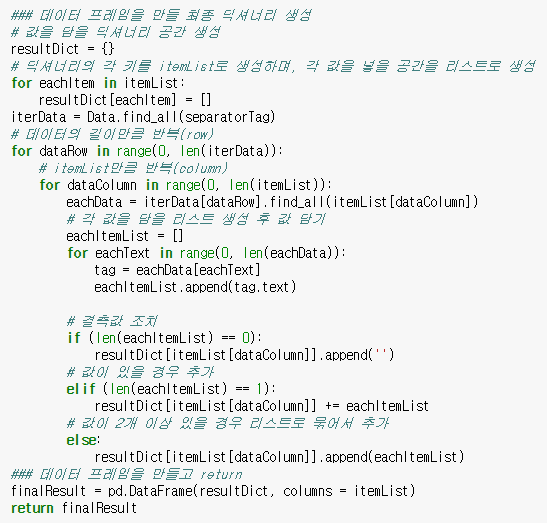 ### 데이터 프레임을 만들 최종 딕셔너리 생성
# 값을 담을 딕셔너리 공간 생성
resultDict = {}
# 딕셔너리의 각 키를 itemList로 생성하며, 각 값을 넣을 공간을 리스트로 생성
for eachItem in itemList:
    resultDict[eachItem] = []
iterData = Data.find_all(separatorTag)
# 데이터의 길이만큼 반복(row)
for dataRow in range(0, len(iterData)):
    # itemList만큼 반복(column)
    for dataColumn in range(0, len(itemList)):
        eachData = iterData[dataRow].find_all(itemList[dataColumn])
        # 각 값을 담을 리스트 생성 후 값 담기
        eachItemList = []
        for eachText in range(0, len(eachData)):
            tag = eachData[eachText]
            eachItemList.append(tag.text)
        # 결측값 조치
        if (len(eachItemList) == 0):
            resultDict[itemList[dataColumn]].append('')
        # 값이 있을 경우 추가
        elif (len(eachItemList) == 1):
            resultDict[itemList[dataColumn]] += eachItemList
        # 값이 2개 이상 있을 경우 리스트로 묶어서 추가
        else:
            resultDict[itemList[dataColumn]].append(eachItemList)
### 데이터 프레임을 만들고 return
finalResult = pd.DataFrame(resultDict, columns = itemList)
return finalResult